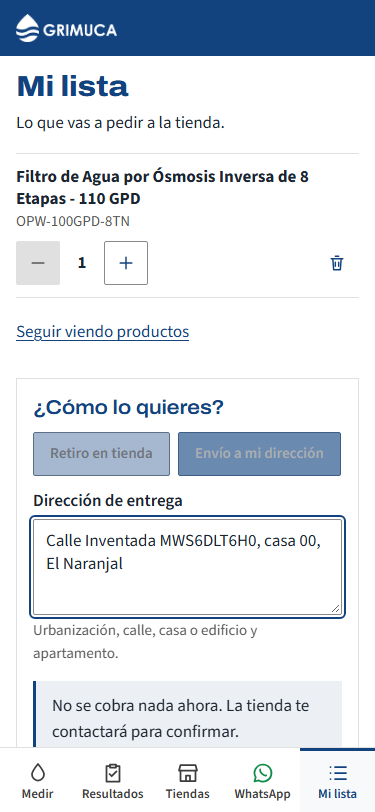 GRIMUCA
Mi lista
Lo que vas a pedir a la tienda.
Filtro de Agua por Ósmosis Inversa de 8
Etapas - 110 GPD
OPW-100GPD-8TN
1
Seguir viendo productos
¿Cómo lo quieres?
Retiro en tienda
Envío a mi dirección
Dirección de entrega
Calle Inventada MWS6DLT6H0, casa 00,
El Naranjal
Urbanización, calle, casa o edificio y
apartamento.
No se cobra nada ahora. La tienda te
contactará para confirmar.
Medir
Resultados
Tiendas
WhatsApp
Mi lista